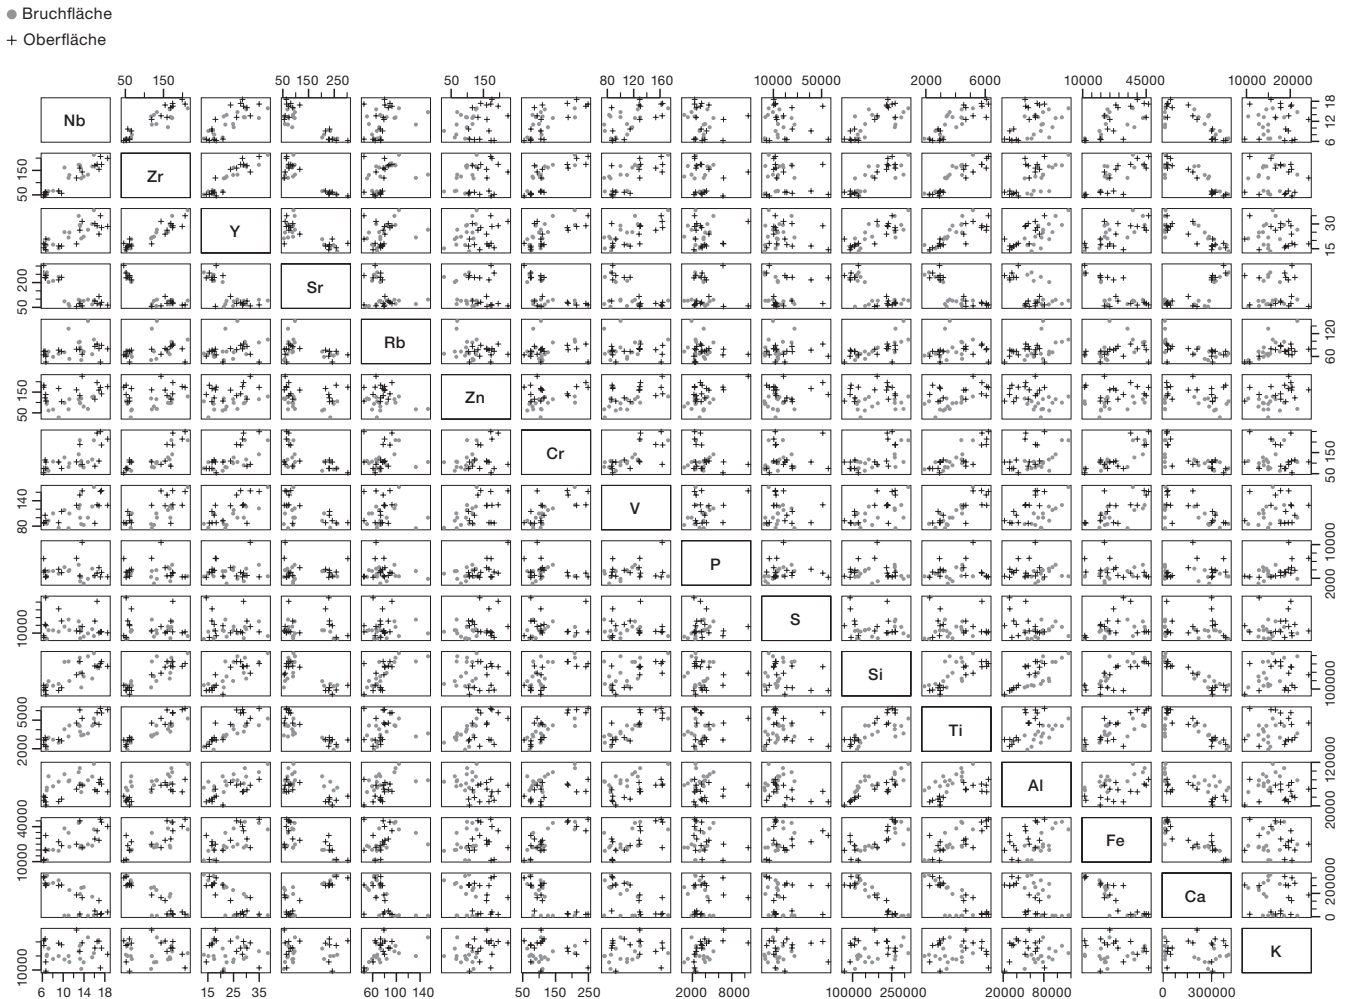 Bruchfläche
Oberfläche
50 150 50 150 250 50 150 80 120 160 10000 50000 2000 6000 10000 45000 10000 20000
Nb 6 12 18
50 150 Zr
Y 15 30
50 200 Sr
Rb 60 120
50 150 Zn
Cr 50 150
80 140 V
P 2000 10000
10000 S
Si 100000
2000 5000 Ti
Al 20000 120000
10000 40000 Fe
Ca 0 200000
10000 K
6 10 14 18 15 25 35 60 100 140 50 150 250 2000 8000 100000 250000 20000 80000 0 300000